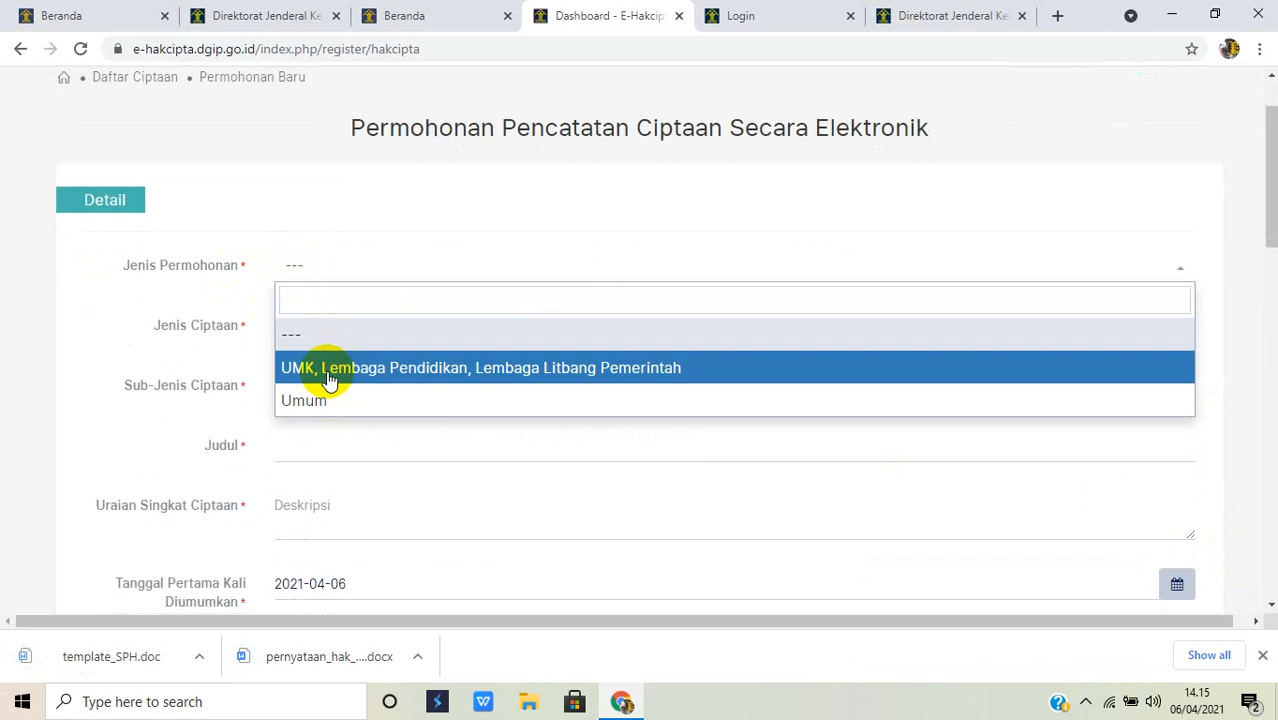 Beranda
Direktorat Jenderal Ke
Beranda
Dashboard - E-Hakcipt
Login
Direktorat Jenderal Ke
e-hakcipta.dgip.go.id/index.php/register/hakcipta
Daftar Ciptaan • Permohonan Baru
Permohonan Pencatatan Ciptaan Secara Elektronik
Detail
Jenis Permohonan* ---
Jenis Ciptaan*
---
UMK, Lembaga Pendidikan, Lembaga Litbang Pemerintah
Sub-Jenis Ciptaan*
Umum
Judul*
Uraian Singkat Ciptaan* Deskripsi
Tanggal Pertama Kali
Diumumkan*
2021-04-06
template_SPH.doc
pernyataan_hak_....docx
Show all
Type here to search
14.15
06/04/2021
2